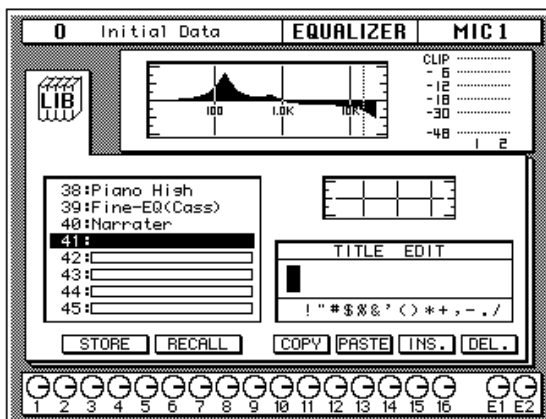 0 Initial Data EQUALIZER MIC 1
CLIP
- 6
-12
-18
-30
-48
1 2
LIB
100 1.0K 10K
38:Piano High
39:Fine-EQ(Cass)
40:Narrater
41:
42:
43:
44:
45:
TITLE EDIT
!"#$%&'()*+,-./
STORE RECALL COPY PASTE INS. DEL.
1 2 3 4 5 6 7 8 9 10 11 12 13 14 15 16 E1 E2